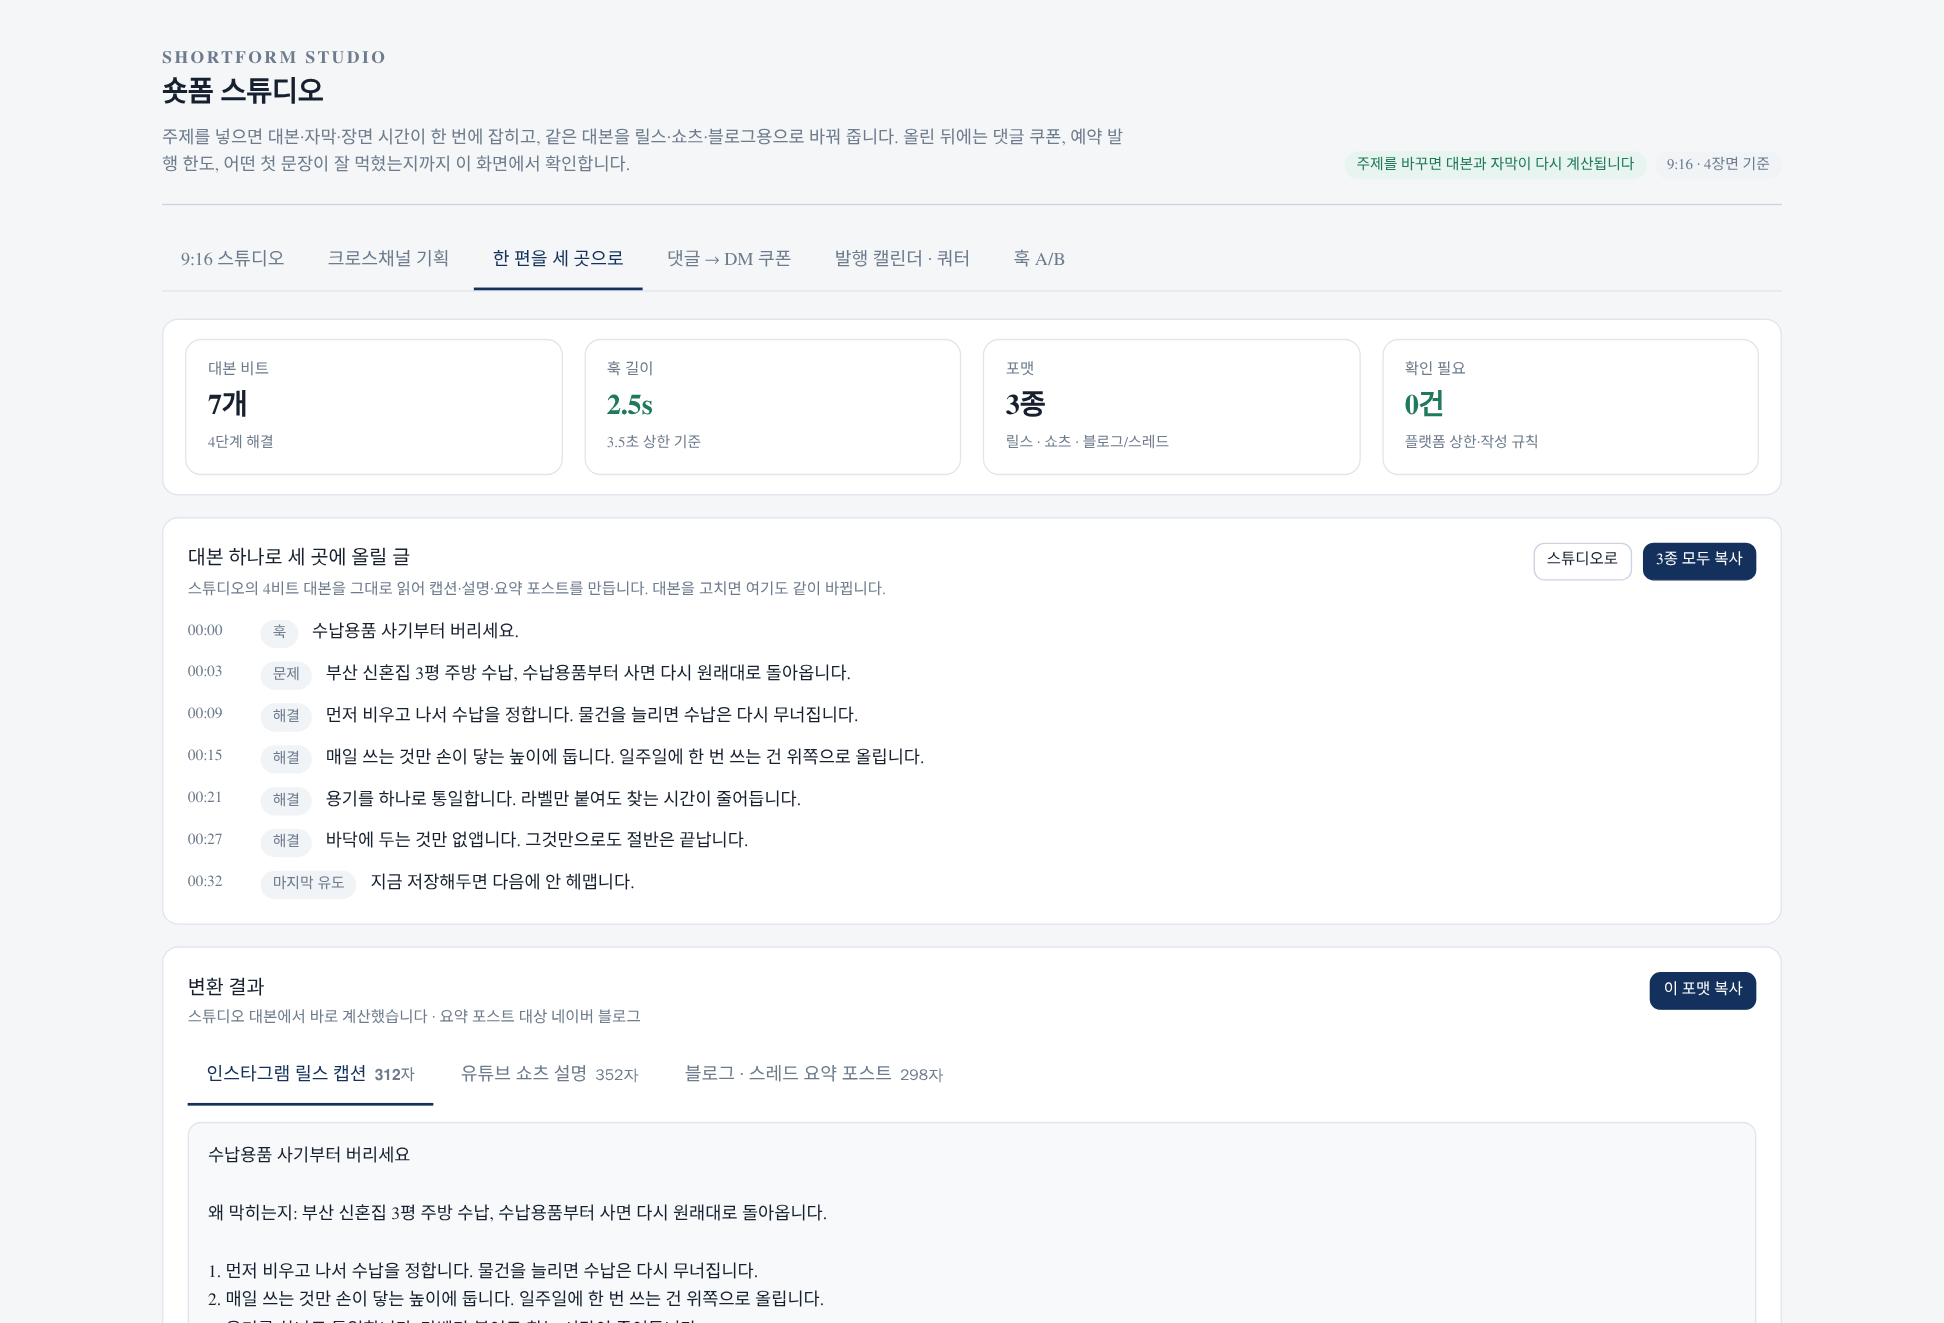 SHORTFORM STUDIO
숏폼 스튜디오
주제를 넣으면 대본·자막·장면 시간이 한 번에 잡히고, 같은 대본을 릴스·쇼츠·블로그용으로 바꿔 줍니다. 올린 뒤에는 댓글 쿠폰, 예약 발
행 한도, 어떤 첫 문장이 잘 먹혔는지까지 이 화면에서 확인합니다.
주제를 바꾸면 대본과 자막이 다시 계산됩니다
9:16 · 4장면 기준
9:16 스튜디오
크로스채널 기획
한 편을 세 곳으로
댓글 → DM 쿠폰
발행 캘린더 · 쿼터
훅 A/B
대본 비트
7개
4단계 해결
훅 길이
2.5s
3.5초 상한 기준
포맷
3종
릴스 · 쇼츠 · 블로그/스레드
확인 필요
0건
플랫폼 상한·작성 규칙
대본 하나로 세 곳에 올릴 글
스튜디오의 4비트 대본을 그대로 읽어 캡션·설명·요약 포스트를 만듭니다. 대본을 고치면 여기도 같이 바뀝니다.
스튜디오로
3종 모두 복사
00:00 훅 수납용품 사기부터 버리세요.
00:03 문제 부산 신혼집 3평 주방 수납, 수납용품부터 사면 다시 원래대로 돌아옵니다.
00:09 해결 먼저 비우고 나서 수납을 정합니다. 물건을 늘리면 수납은 다시 무너집니다.
00:15 해결 매일 쓰는 것만 손이 닿는 높이에 둡니다. 일주일에 한 번 쓰는 건 위쪽으로 올립니다.
00:21 해결 용기를 하나로 통일합니다. 라벨만 붙여도 찾는 시간이 줄어듭니다.
00:27 해결 바닥에 두는 것만 없앱니다. 그것만으로도 절반은 끝납니다.
00:32 마지막 유도 지금 저장해두면 다음에 안 헤맵니다.
변환 결과
스튜디오 대본에서 바로 계산했습니다 · 요약 포스트 대상 네이버 블로그
이 포맷 복사
인스타그램 릴스 캡션 312자
유튜브 쇼츠 설명 352자
블로그 · 스레드 요약 포스트 298자
수납용품 사기부터 버리세요
왜 막히는지: 부산 신혼집 3평 주방 수납, 수납용품부터 사면 다시 원래대로 돌아옵니다.
1. 먼저 비우고 나서 수납을 정합니다. 물건을 늘리면 수납은 다시 무너집니다.
2. 매일 쓰는 것만 손이 닿는 높이에 둡니다. 일주일에 한 번 쓰는 건 위쪽으로 올립니다.